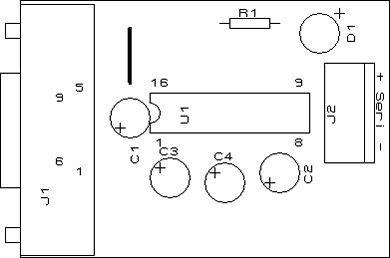 R1
+
D1
16
9
5
9
+ Seri -
U1
J2
+
1
8
6
1
C1
C3
C4
C2
+
+
+
J1